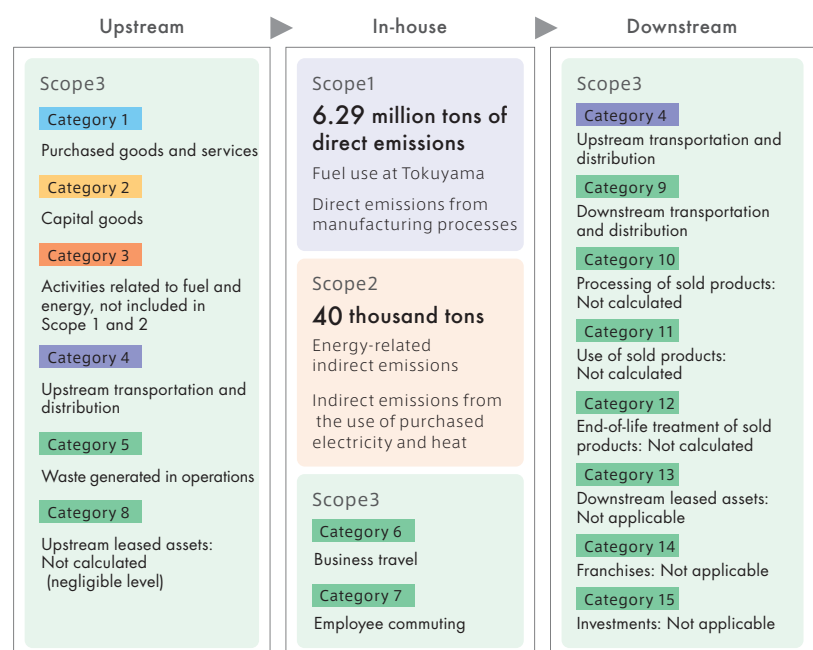 Upstream
In-house
Downstream
Scope3
Category 1
Purchased goods and services
Category 2
Capital goods
Category 3
Activities related to fuel and
energy, not included in
Scope 1 and 2
Category 4
Upstream transportation and
distribution
Category 5
Waste generated in operations
Category 8
Upstream leased assets:
Not calculated
(negligible level)
Scope1
6.29 million tons of
direct emissions
Fuel use at Tokuyama
Direct emissions from
manufacturing processes
Scope2
40 thousand tons
Energy-related
indirect emissions
Indirect emissions from
the use of purchased
electricity and heat
Scope3
Category 6
Business travel
Category 7
Employee commuting
Scope3
Category 4
Upstream transportation and
distribution
Category 9
Downstream transportation
and distribution
Category 10
Processing of sold products:
Not calculated
Category 11
Use of sold products:
Not calculated
Category 12
End-of-life treatment of sold
products: Not calculated
Category 13
Downstream leased assets:
Not applicable
Category 14
Franchises: Not applicable
Category 15
Investments: Not applicable